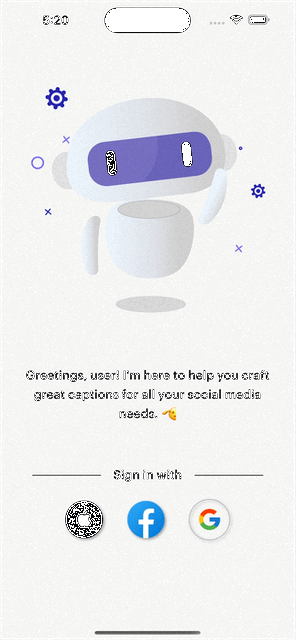 5:20
Greetings, user! I'm here to help you craft
great captions for all your social media
needs. 🫡
Sign in with